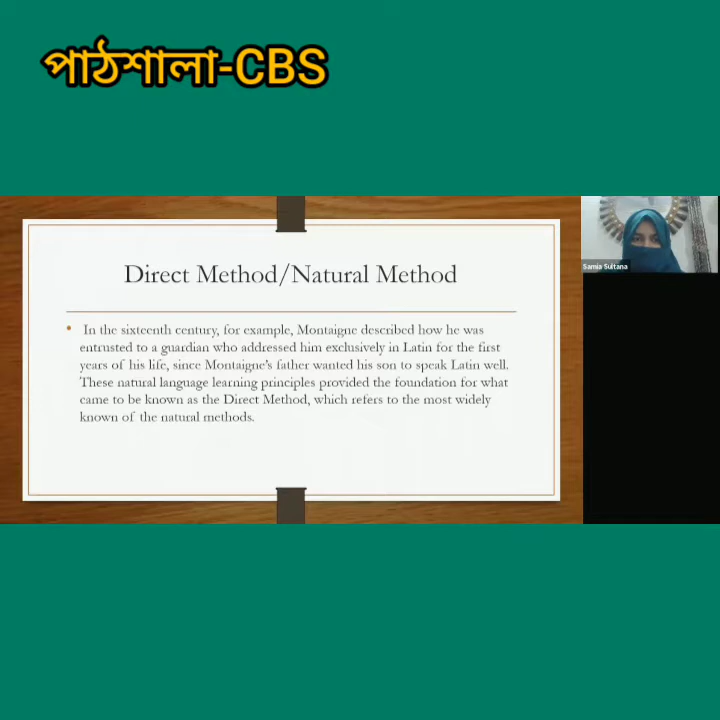 পাঠশালা-CBS
Direct Method/Natural Method
• In the sixteenth century, for example, Montaigne described how he was
entrusted to a guardian who addressed him exclusively in Latin for the first
years of his life, since Montaigne's father wanted his son to speak Latin well.
These natural language learning principles provided the foundation for what
came to be known as the Direct Method, which refers to the most widely
known of the natural methods.
Samia Sultana